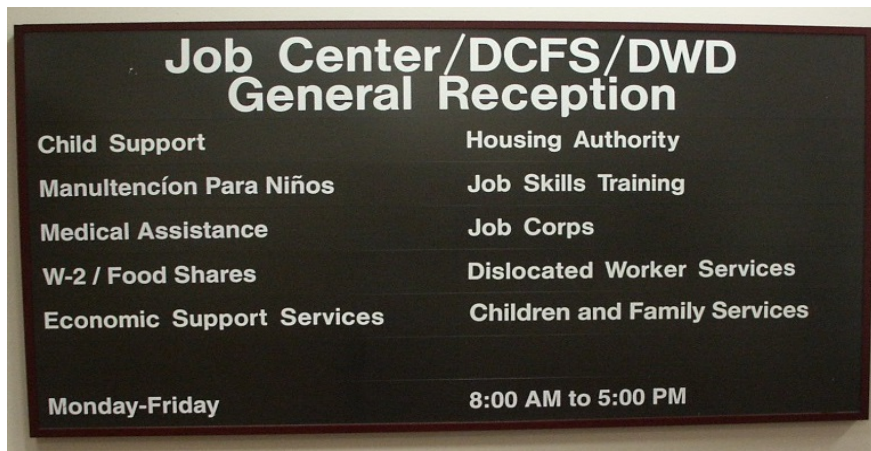 Job Center/DCFS/DWD
General Reception
Child Support
Manultencíon Para Niños
Medical Assistance
W-2 / Food Shares
Economic Support Services
Housing Authority
Job Skills Training
Job Corps
Dislocated Worker Services
Children and Family Services
Monday-Friday 8:00 AM to 5:00 PM